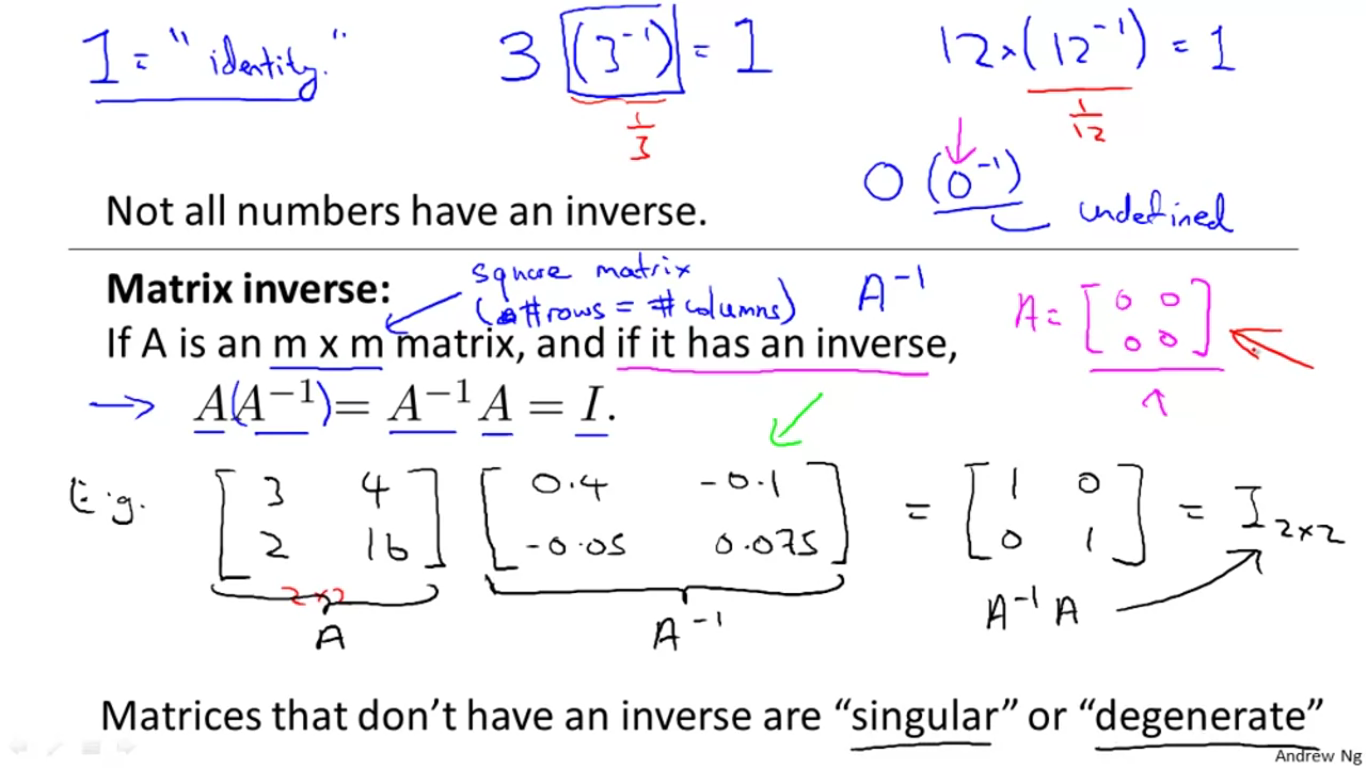 1 = "identity."
3 (3⁻¹) = 1
1/3
12 × (12⁻¹) = 1
1/12
0 (0⁻¹)
undefined
Not all numbers have an inverse.
Matrix inverse:
square matrix
(#rows = #columns)
A⁻¹
If A is an m x m matrix, and if it has an inverse,
A = [0 0
0 0]
→ A(A⁻¹) = A⁻¹A = I.
E.g.
[3 4
2 16]
2×2
A
[0.4 -0.1
-0.05 0.075]
A⁻¹
= [1 0
0 1]
= I 2×2
A⁻¹A
Matrices that don't have an inverse are "singular" or "degenerate"
Andrew Ng